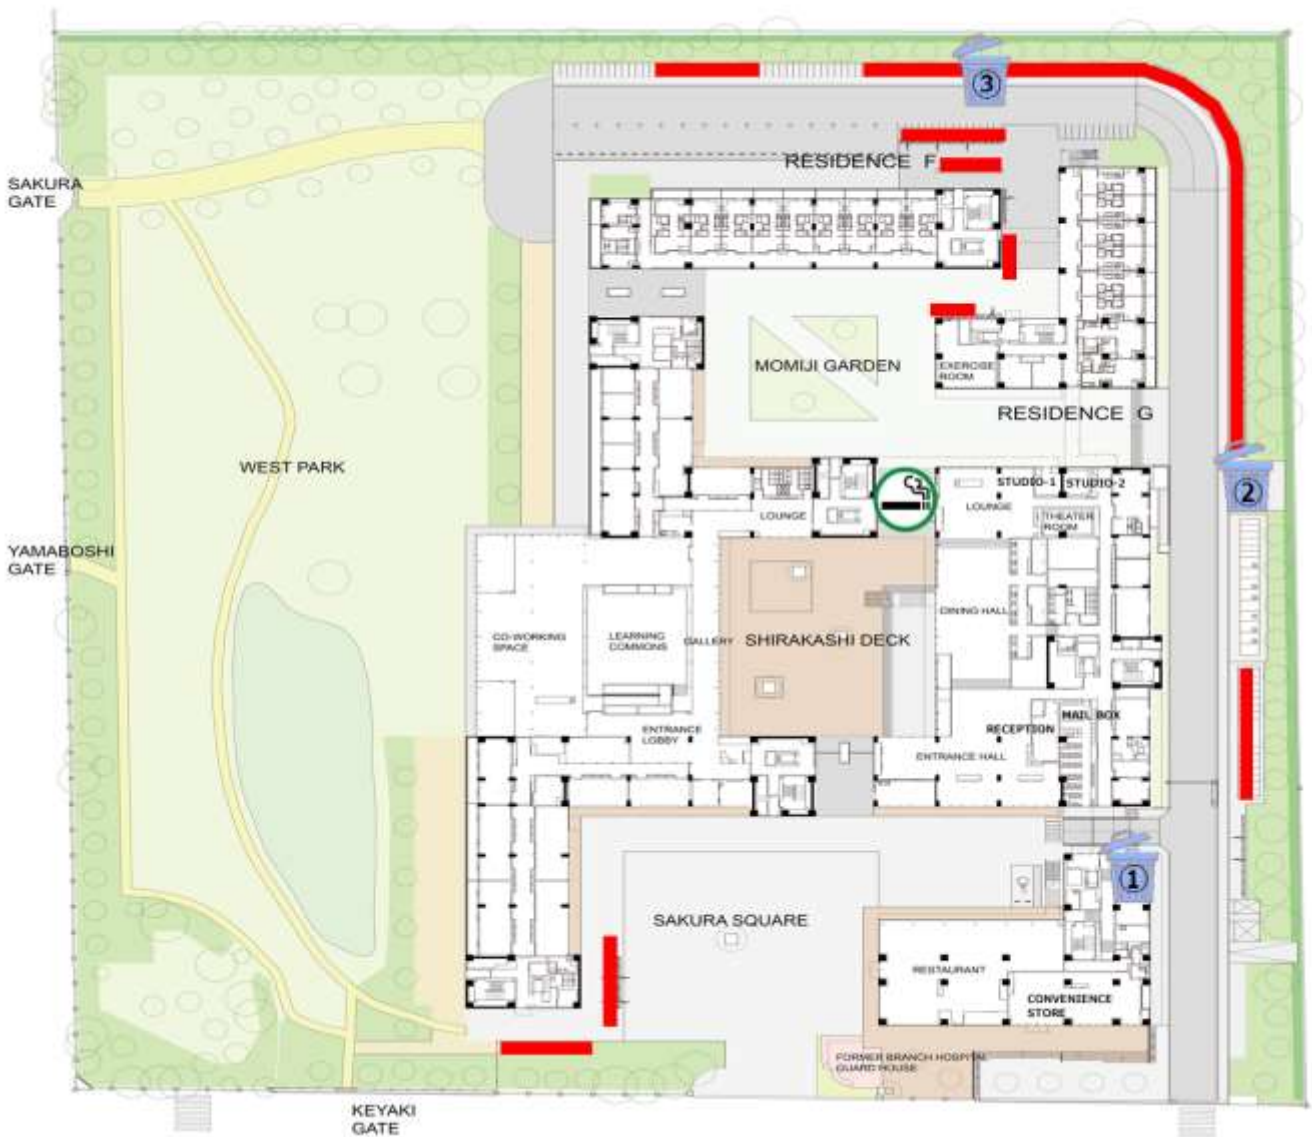 ③
RESIDENCE F
SAKURA
GATE
MOMIJI GARDEN
EXERCISE
ROOM
RESIDENCE G
WEST PARK
STUDIO-1
STUDIO-2
②
LOUNGE
LOUNGE
THEATER
ROOM
YAMABOSHI
GATE
CO-WORKING
SPACE
LEARNING
COMMONS
GALLERY
SHIRAKASHI DECK
DINING HALL
ENTRANCE
LOBBY
RECEPTION
MAIL BOX
ENTRANCE HALL
①
SAKURA SQUARE
RESTAURANT
CONVENIENCE
STORE
FORMER BRANCH HOSPITAL
GUARD HOUSE
KEYAKI
GATE